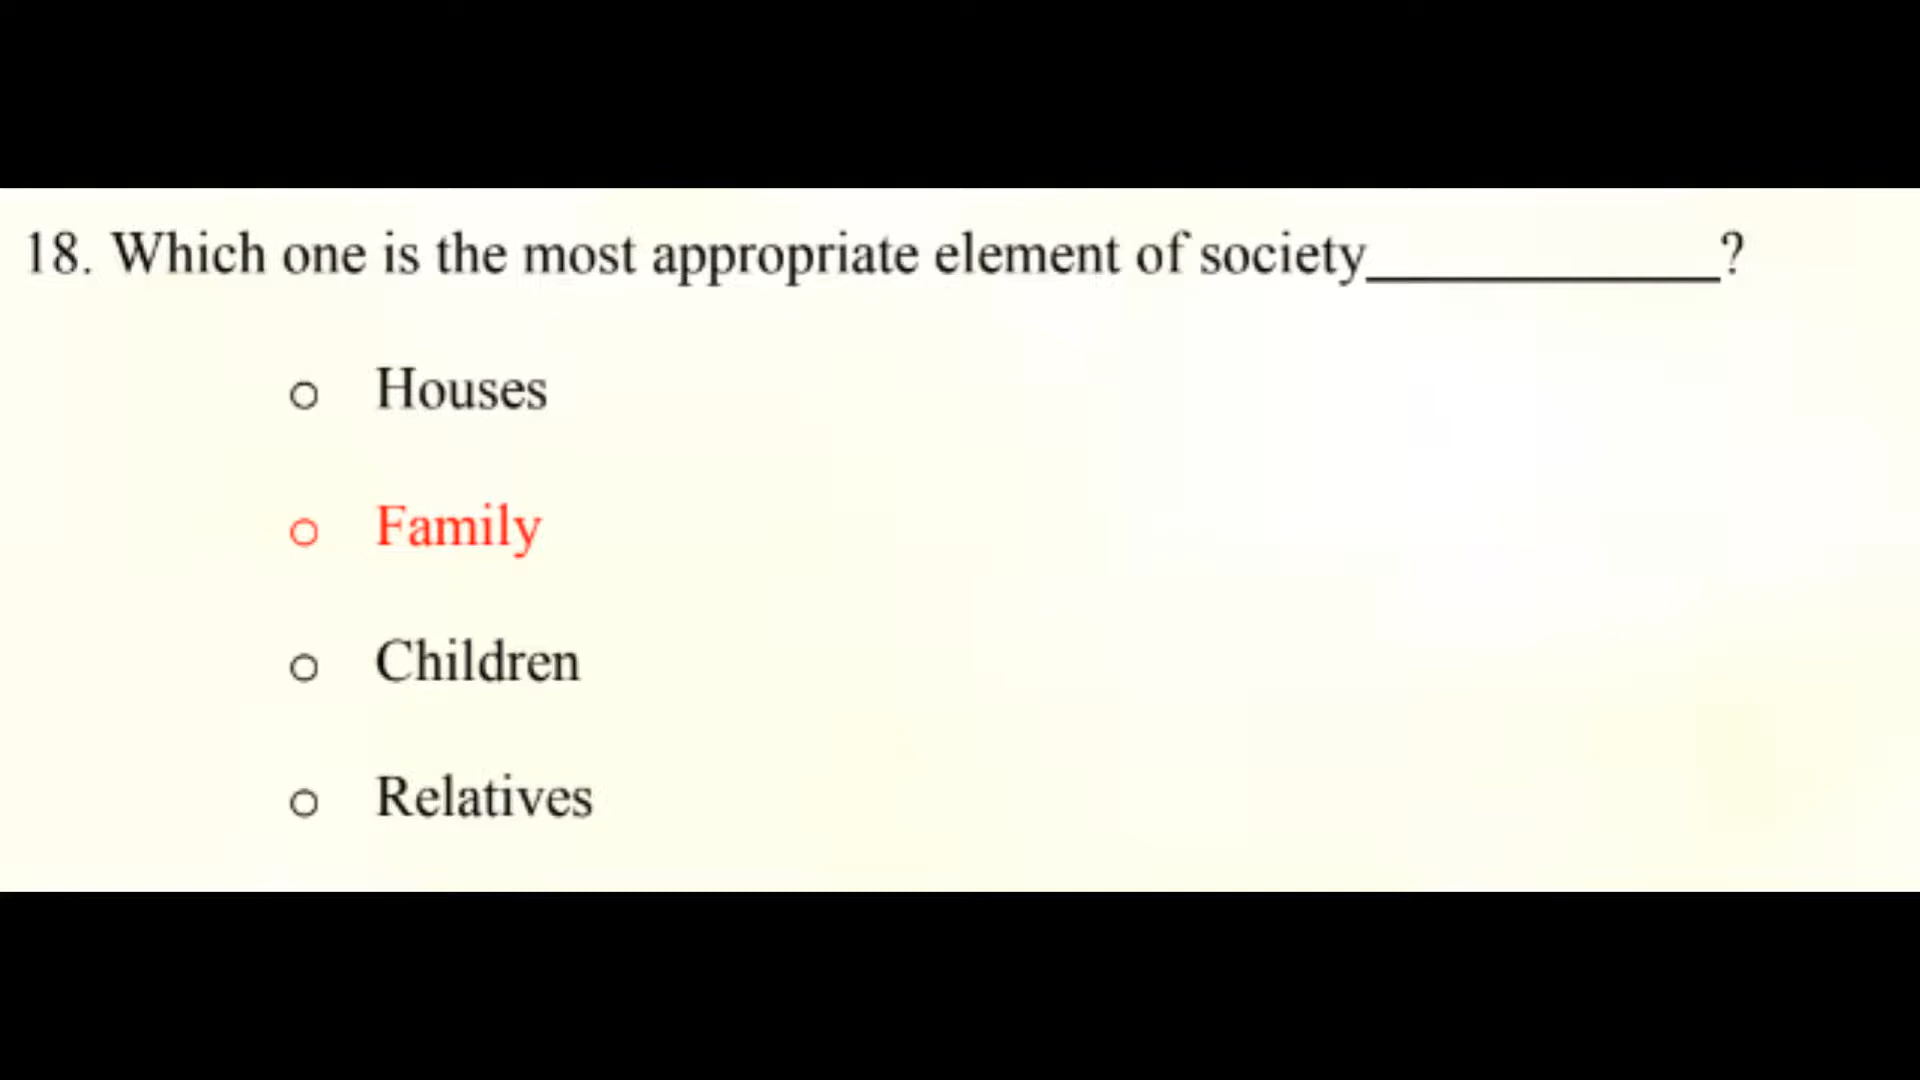 18. Which one is the most appropriate element of society____________?
o Houses
o Family
o Children
o Relatives